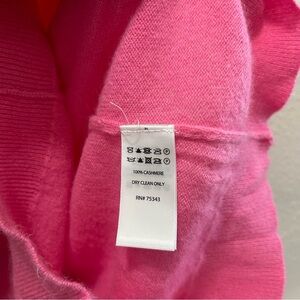 100% CASHMERE
DRY CLEAN ONLY
RN# 75343